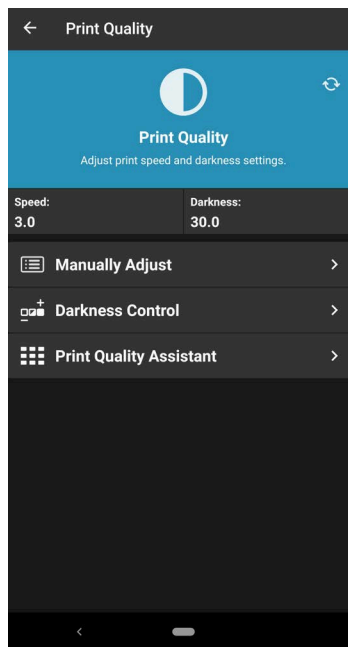 Print Quality
Print Quality
Adjust print speed and darkness settings.
Speed: Darkness:
3.0 30.0
Manually Adjust
Darkness Control
Print Quality Assistant